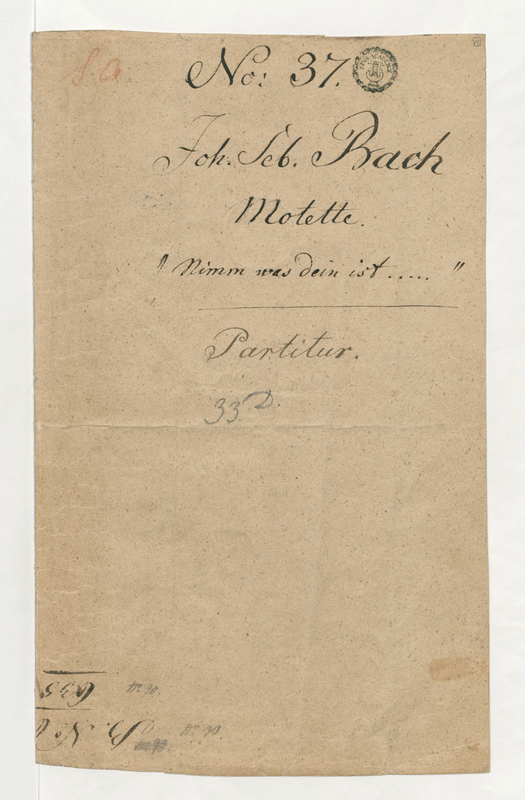 No: 37.
Joh. Seb. Bach
Motette.
"Nimm was dein ist....."
Partitur.
33 D.